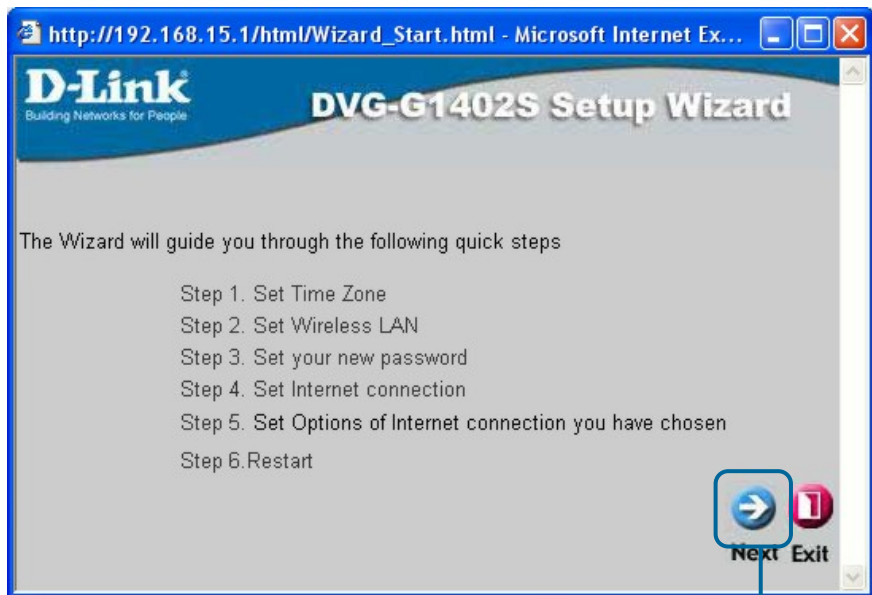 http://192.168.15.1/html/Wizard_Start.html - Microsoft Internet Ex...
D-Link
Building Networks for People
DVG-G1402S Setup Wizard
The Wizard will guide you through the following quick steps
Step 1. Set Time Zone
Step 2. Set Wireless LAN
Step 3. Set your new password
Step 4. Set Internet connection
Step 5. Set Options of Internet connection you have chosen
Step 6.Restart
Next Exit